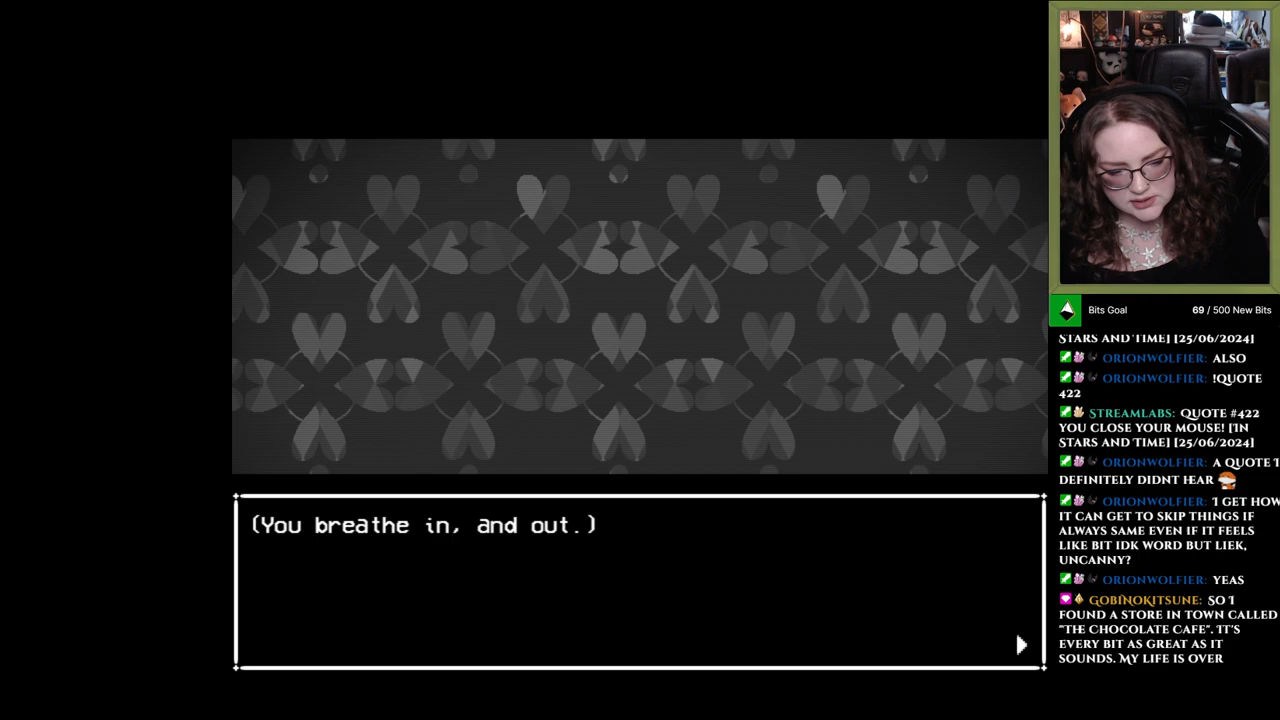 (You breathe in, and out.)
Bits Goal
69 / 500 New Bits
STARS AND TIME] [25/06/2024]
ORIONWOLFIER: ALSO
ORIONWOLFIER: !QUOTE
422
STREAMLABS: QUOTE #422
YOU CLOSE YOUR MOUSE! [IN
STARS AND TIME] [25/06/2024]
ORIONWOLFIER: A QUOTE I
DEFINITELY DIDNT HEAR
ORIONWOLFIER: I GET HOW
IT CAN GET TO SKIP THINGS IF
ALWAYS SAME EVEN IF IT FEELS
LIKE BIT IDK WORD BUT LIEK,
UNCANNY?
ORIONWOLFIER: YEAS
GOBINOKITSUNE: SO I
FOUND A STORE IN TOWN CALLED
"THE CHOCOLATE CAFE". IT'S
EVERY BIT AS GREAT AS IT
SOUNDS. MY LIFE IS OVER